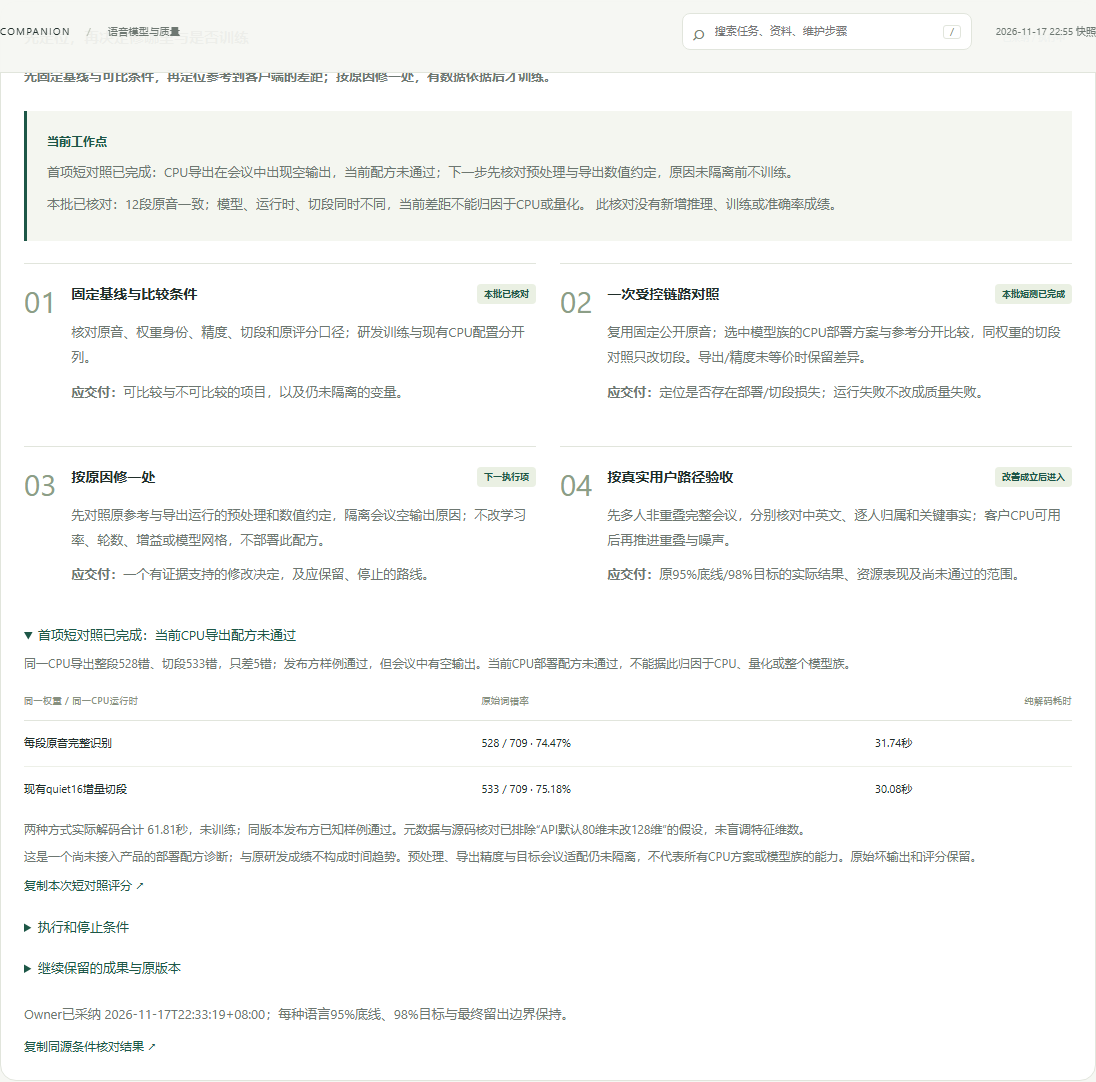 COMPANION / 语音模型与质量
搜索任务、资料、维护步骤
/
2026-11-17 22:55 快照
先固定基线与可比条件，再定位参考到客户端的差距；按原因修一处，有数据依据后才训练。
当前工作点
首项短对照已完成：CPU导出在会议中出现空输出，当前配方未通过；下一步先核对预处理与导出数值约定，原因未隔离前不训练。
本批已核对：12段原音一致；模型、运行时、切段同时不同，当前差距不能归因于CPU或量化。 此核对没有新增推理、训练或准确率成绩。
01
固定基线与比较条件
本批已核对
核对原音、权重身份、精度、切段和原评分口径；研发训练与现有CPU配置分开
列。
应交付：可比较与不可比较的项目，以及仍未隔离的变量。
02
一次受控链路对照
本批短测已完成
复用固定公开原音；选中模型族的CPU部署方案与参考分开比较，同权重的切段
对照只改切段。导出/精度未等价时保留差异。
应交付：定位是否存在部署/切段损失；运行失败不改成质量失败。
03
按原因修一处
下一执行项
先对照原参考与导出运行的预处理和数值约定，隔离会议空输出原因；不改学习
率、轮数、增益或模型网格，不部署此配方。
应交付：一个有证据支持的修改决定，及应保留、停止的路线。
04
按真实用户路径验收
改善成立后进入
先多人非重叠完整会议，分别核对中英文、逐人归属和关键事实；客户CPU可用
后再推进重叠与噪声。
应交付：原95%底线/98%目标的实际结果、资源表现及尚未通过的范围。
▼ 首项短对照已完成：当前CPU导出配方未通过
同一CPU导出整段528错、切段533错，只差5错；发布方样例通过，但会议中有空输出。当前CPU部署配方未通过，不能据此归因于CPU、量化或整个模型族。
同一权重 / 同一CPU运行时
原始词错率
纯解码耗时
每段原音完整识别
528 / 709 · 74.47%
31.74秒
现有quiet16增量切段
533 / 709 · 75.18%
30.08秒
两种方式实际解码合计 61.81秒，未训练；同版本发布方已知样例通过。元数据与源码核对已排除“API默认80维未改128维”的假设，未盲调特征维数。
这是一个尚未接入产品的部署配方诊断；与原研发成绩不构成时间趋势。预处理、导出精度与目标会议适配仍未隔离，不代表所有CPU方案或模型族的能力。原始坏输出和评分保留。
复制本次短对照评分 ↗
▶ 执行和停止条件
▶ 继续保留的成果与原版本
Owner已采纳 2026-11-17T22:33:19+08:00；每种语言95%底线、98%目标与最终留出边界保持。
复制同源条件核对结果 ↗